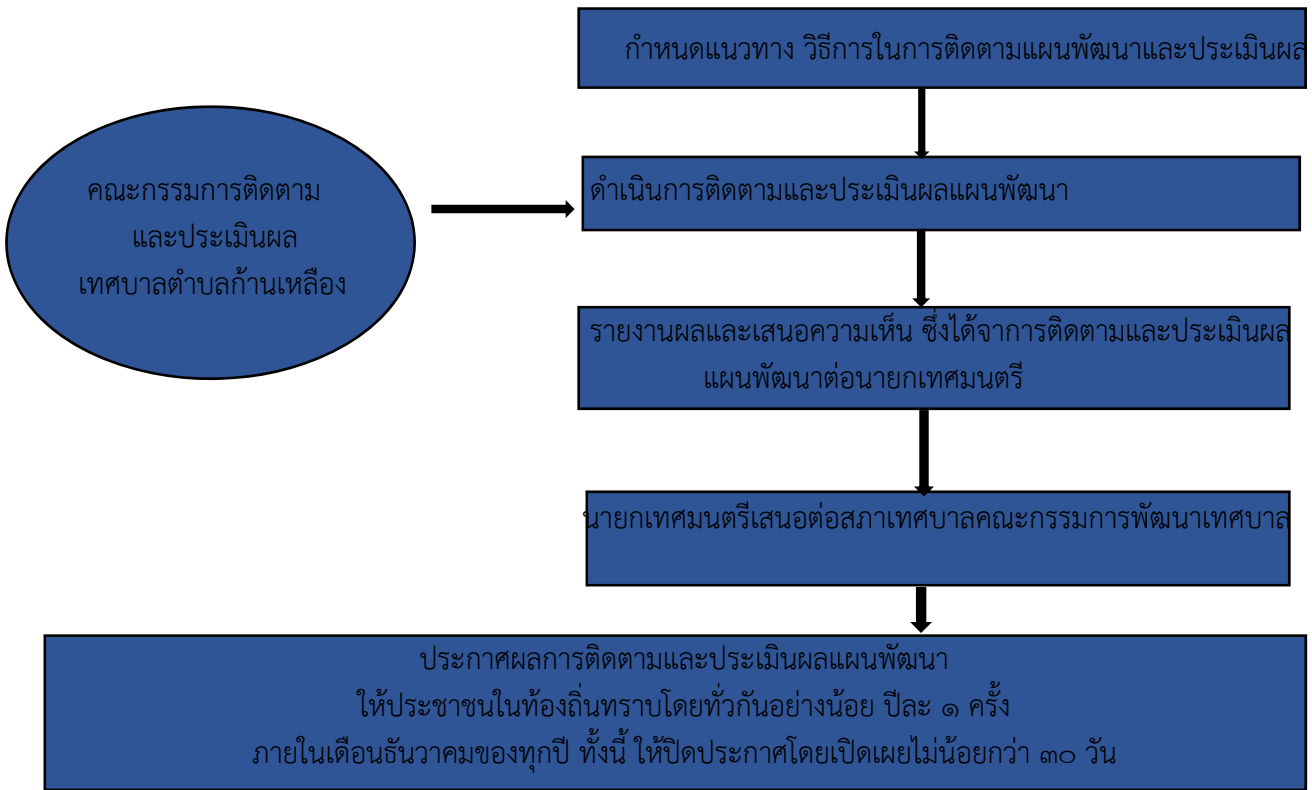 กำหนดแนวทาง วิธีการในการติดตามแผนพัฒนาและประเมินผล
คณะกรรมการติดตาม
และประเมินผล
เทศบาลตำบลก้านเหลือง
ดำเนินการติดตามและประเมินผลแผนพัฒนา
รายงานผลและเสนอความเห็น ซึ่งได้จาการติดตามและประเมินผล
แผนพัฒนาต่อนายกเทศมนตรี
นายกเทศมนตรีเสนอต่อสภาเทศบาลคณะกรรมการพัฒนาเทศบาล
ประกาศผลการติดตามและประเมินผลแผนพัฒนา
ให้ประชาชนในท้องถิ่นทราบโดยทั่วกันอย่างน้อย ปีละ ๑ ครั้ง
ภายในเดือนธันวาคมของทุกปี ทั้งนี้ ให้ปิดประกาศโดยเปิดเผยไม่น้อยกว่า ๓๐ วัน